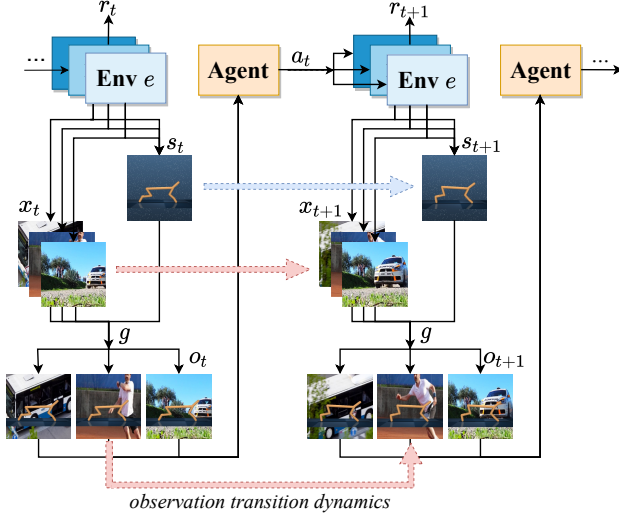 r_t
r_{t+1}
...
Env e
Agent
a_t
Env e
Agent
...
s_t
s_{t+1}
x_t
x_{t+1}
g
g
o_t
o_{t+1}
observation transition dynamics